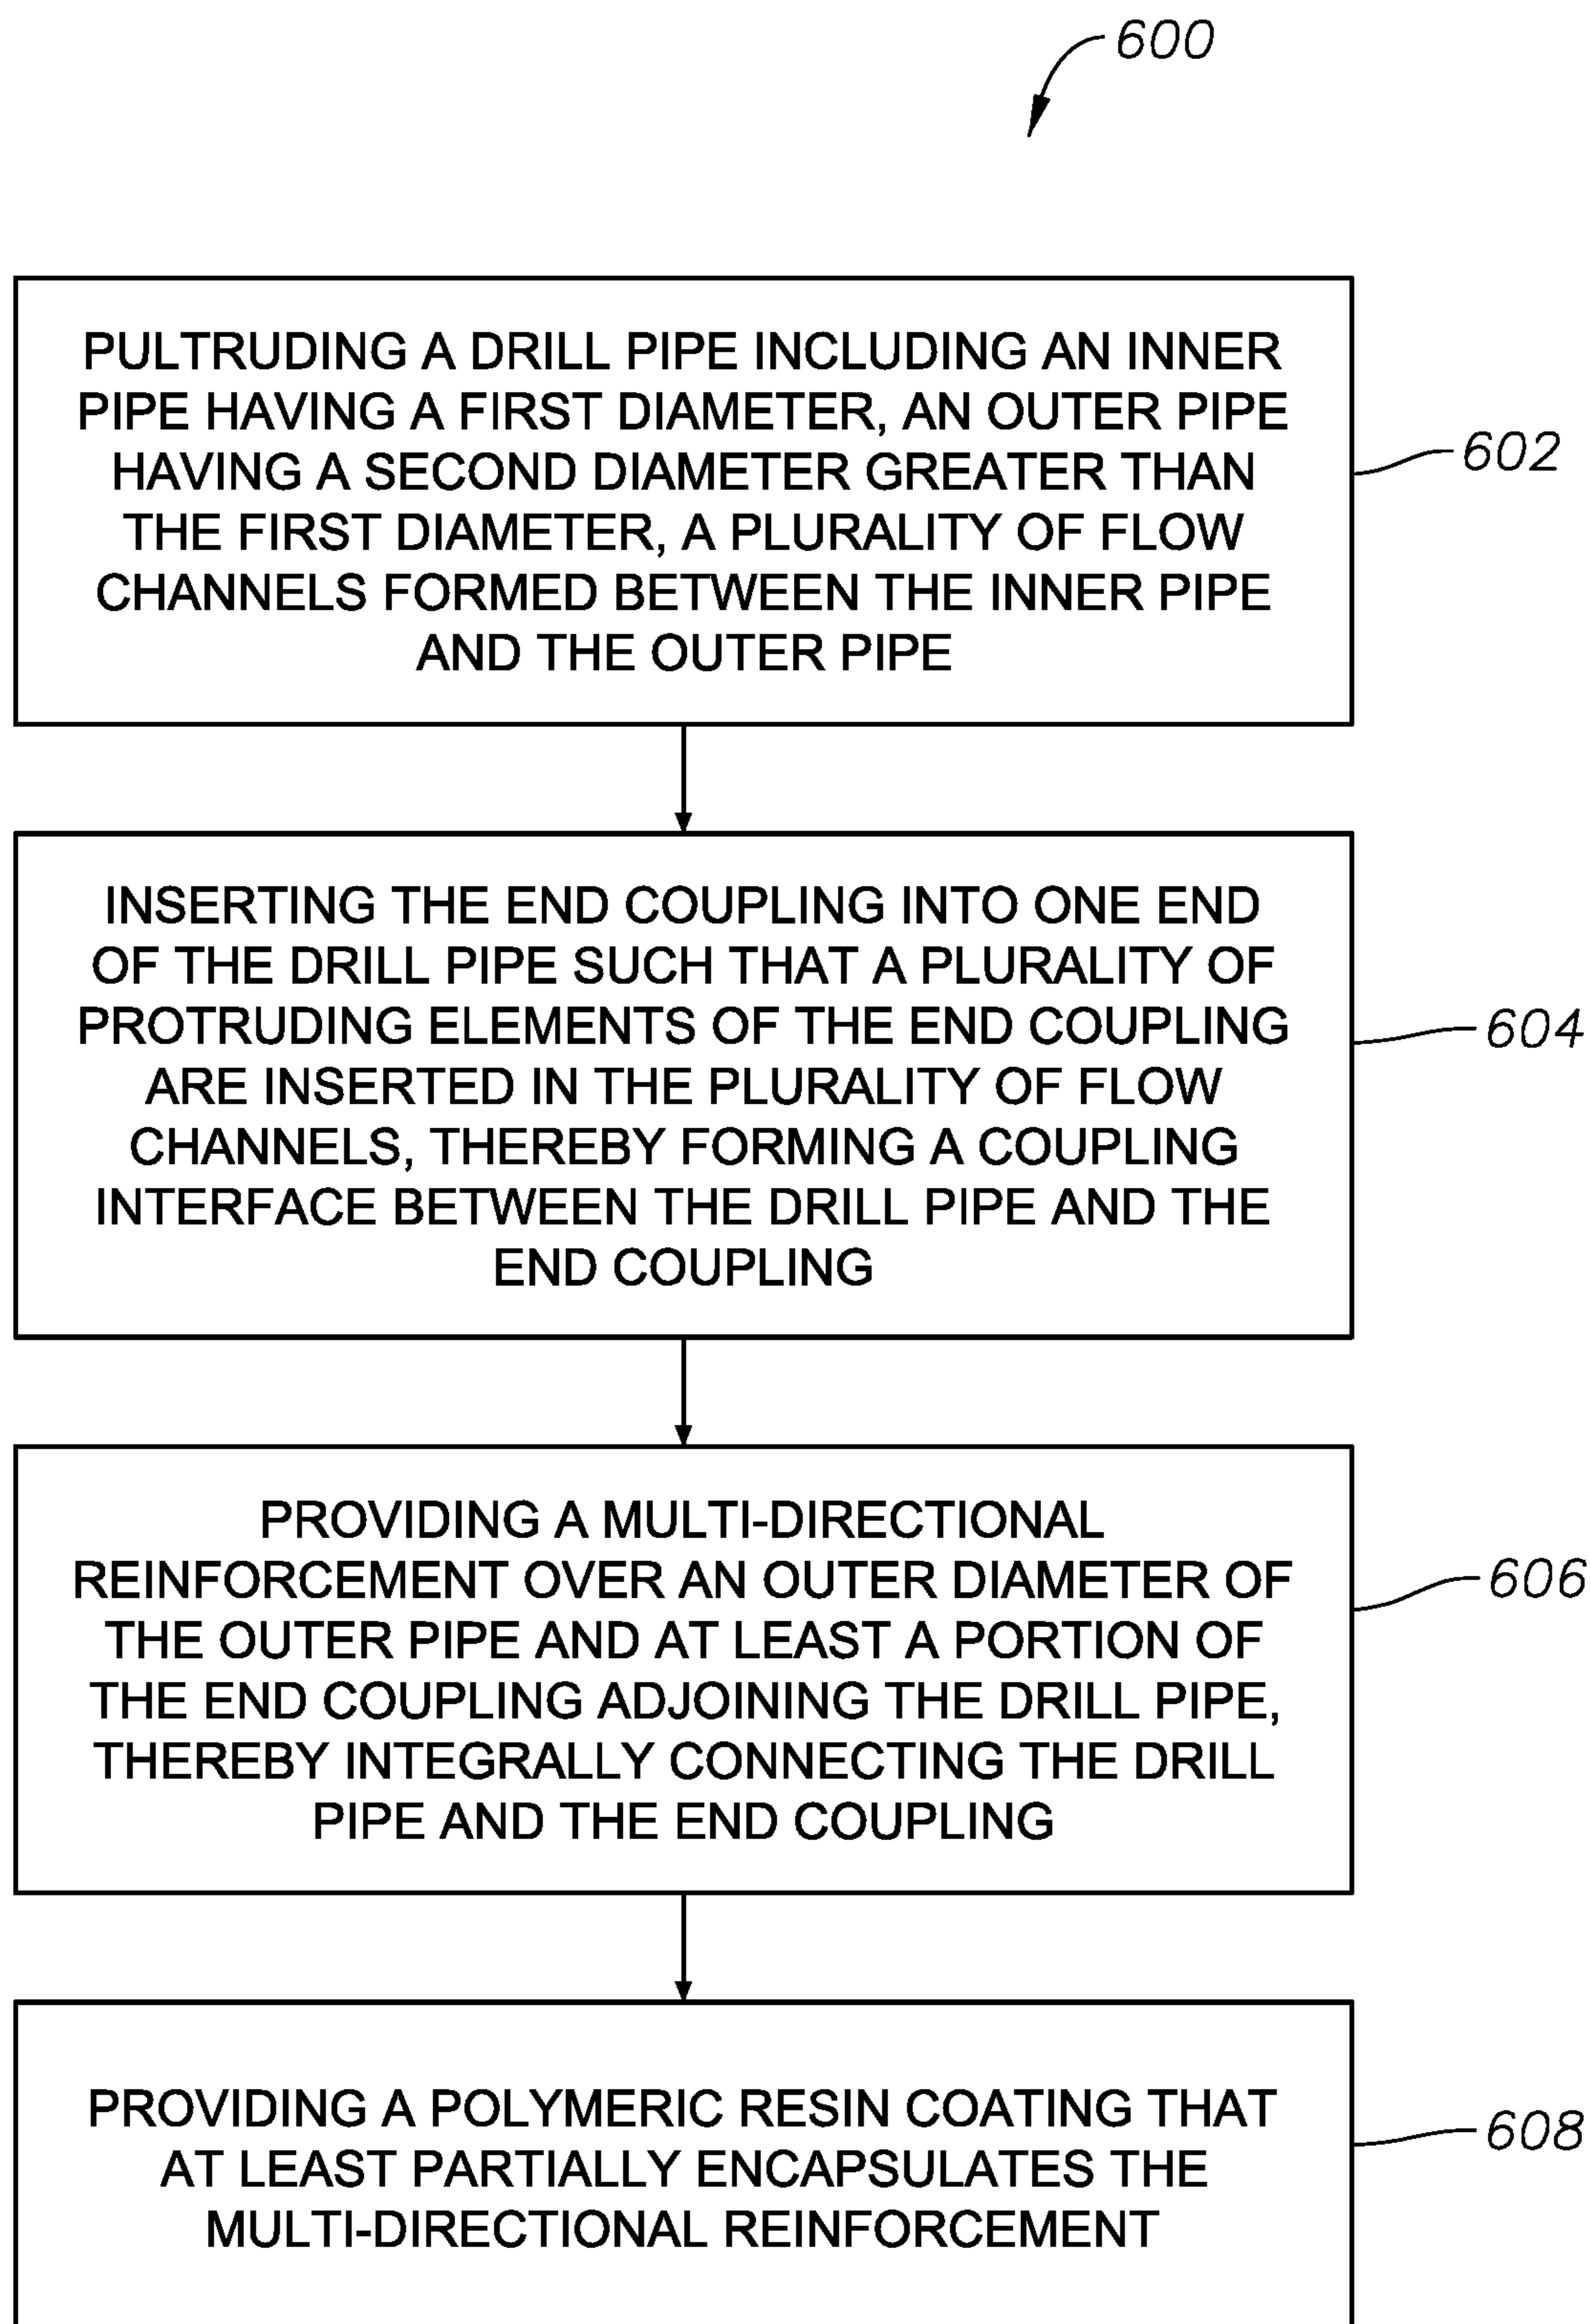 600
PULTRUDING A DRILL PIPE INCLUDING AN INNER
PIPE HAVING A FIRST DIAMETER, AN OUTER PIPE
HAVING A SECOND DIAMETER GREATER THAN
THE FIRST DIAMETER, A PLURALITY OF FLOW
CHANNELS FORMED BETWEEN THE INNER PIPE
AND THE OUTER PIPE
602
INSERTING THE END COUPLING INTO ONE END
OF THE DRILL PIPE SUCH THAT A PLURALITY OF
PROTRUDING ELEMENTS OF THE END COUPLING
ARE INSERTED IN THE PLURALITY OF FLOW
CHANNELS, THEREBY FORMING A COUPLING
INTERFACE BETWEEN THE DRILL PIPE AND THE
END COUPLING
604
PROVIDING A MULTI-DIRECTIONAL
REINFORCEMENT OVER AN OUTER DIAMETER OF
THE OUTER PIPE AND AT LEAST A PORTION OF
THE END COUPLING ADJOINING THE DRILL PIPE,
THEREBY INTEGRALLY CONNECTING THE DRILL
PIPE AND THE END COUPLING
606
PROVIDING A POLYMERIC RESIN COATING THAT
AT LEAST PARTIALLY ENCAPSULATES THE
MULTI-DIRECTIONAL REINFORCEMENT
608